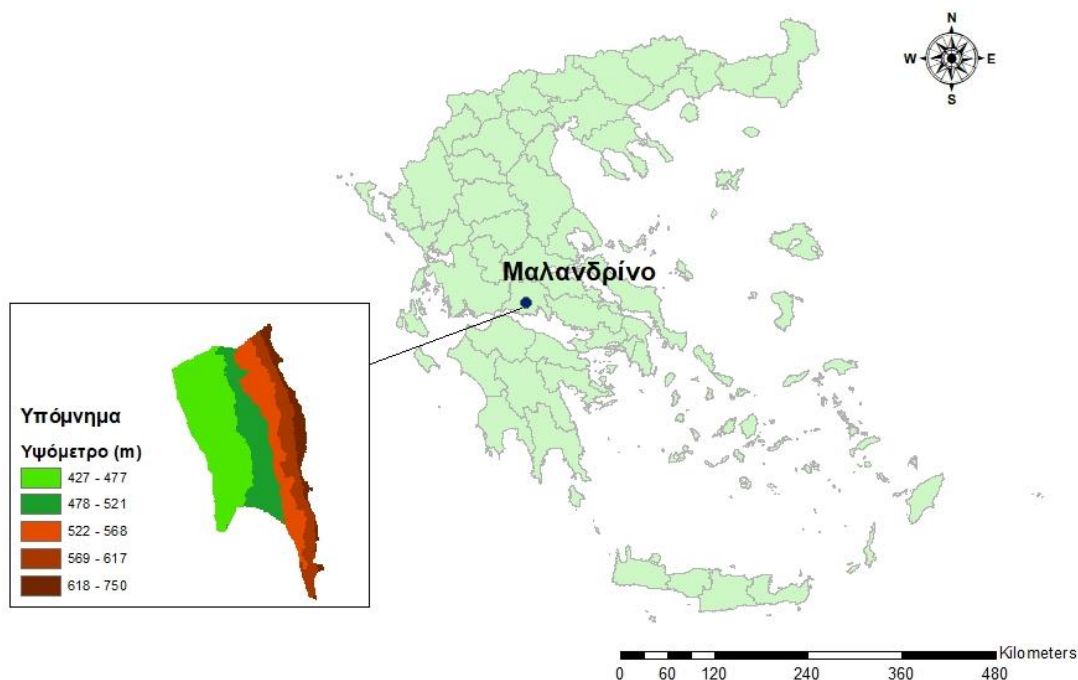 N
W E
S
Μαλανδρίνο
Υπόμνημα
Υψόμετρο (m)
427 - 477
478 - 521
522 - 568
569 - 617
618 - 750
Kilometers
0 60 120 240 360 480